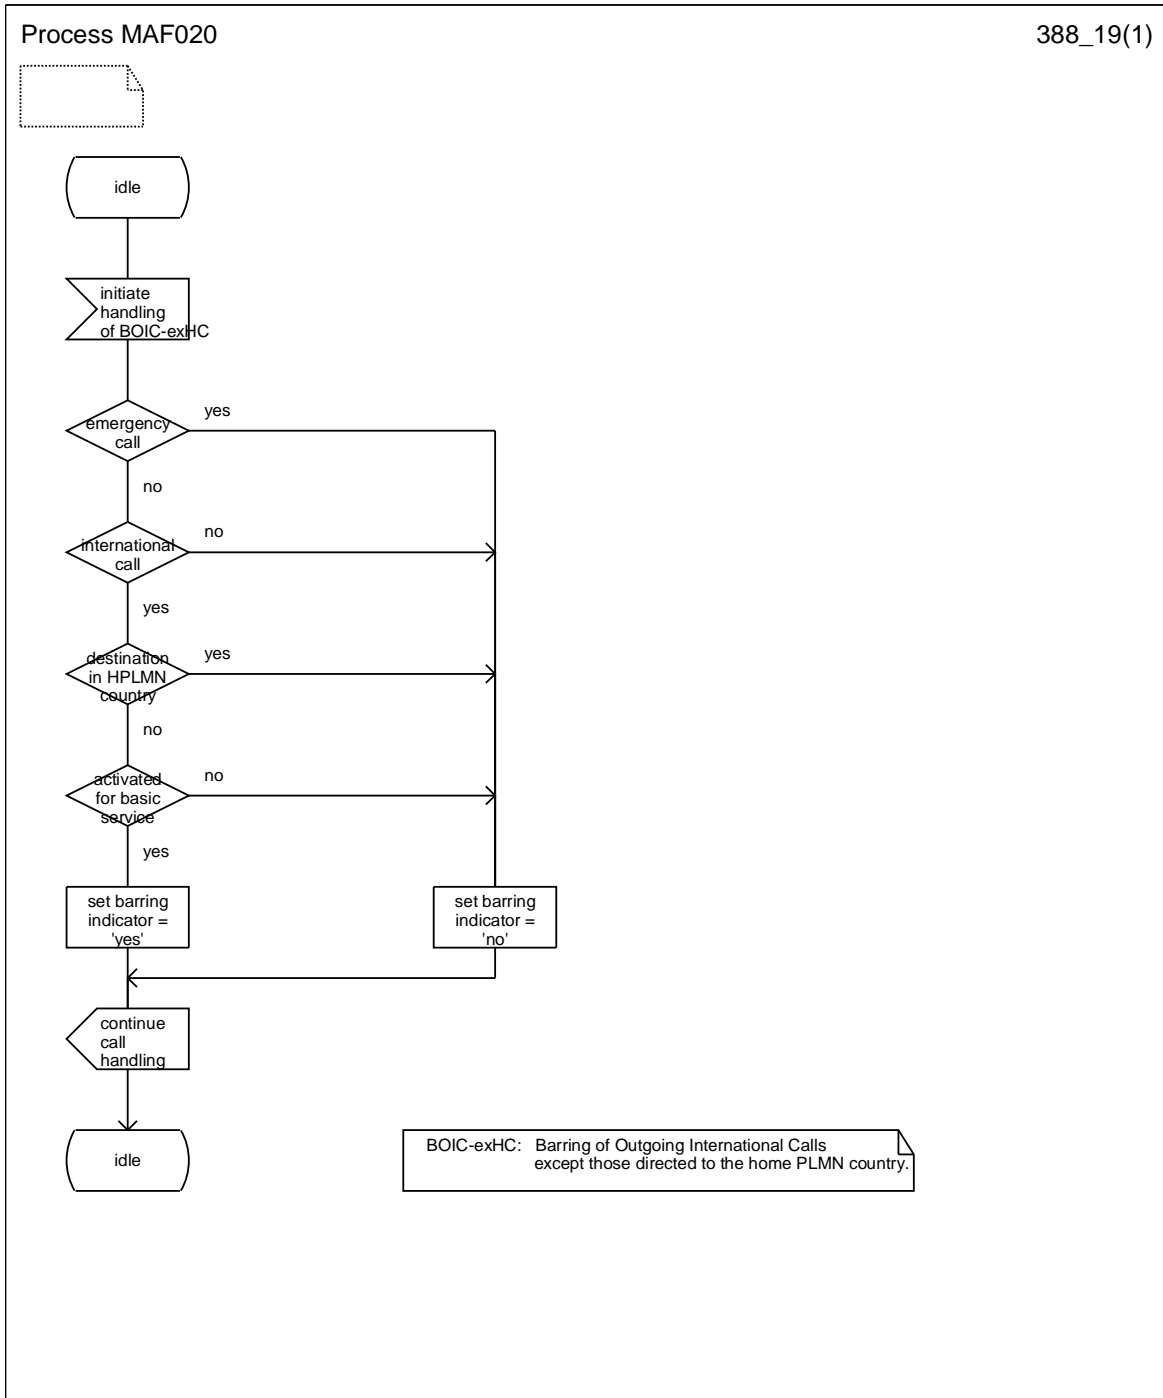 Process MAF020
388_19(1)
idle
initiate
handling
of BOIC-exHC
emergency
call
yes
no
international
call
no
yes
destination
in HPLMN
country
yes
no
activated
for basic
service
no
yes
set barring
indicator =
'yes'
set barring
indicator =
'no'
continue
call
handling
idle
BOIC-exHC: Barring of Outgoing International Calls
except those directed to the home PLMN country.